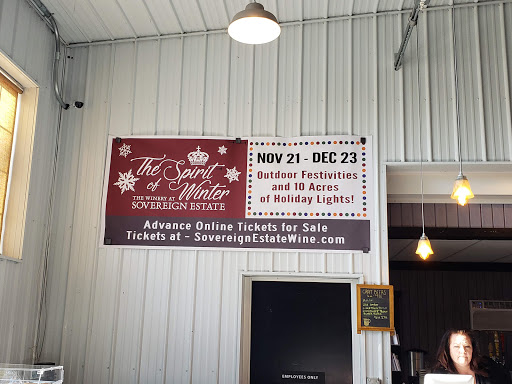 The Spirit
of Winter
THE WINERY AT
SOVEREIGN ESTATE
NOV 21 - DEC 23
Outdoor Festivities
and 10 Acres
of Holiday Lights!
Advance Online Tickets for Sale
Tickets at - SovereignEstateWine.com
EMPLOYEES ONLY